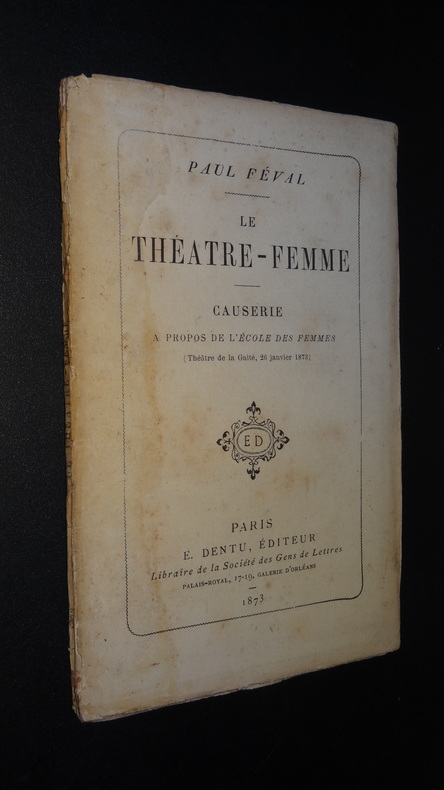 PAUL FÉVAL
LE
THÉATRE-FEMME
CAUSERIE
A PROPOS DE L'ÉCOLE DES FEMMES
(Théâtre de la Gaîté, 26 janvier 1873)
E D
PARIS
E. DENTU, ÉDITEUR
Libraire de la Société des Gens de Lettres
PALAIS-ROYAL, 17-19, GALERIE D'ORLÉANS
1873